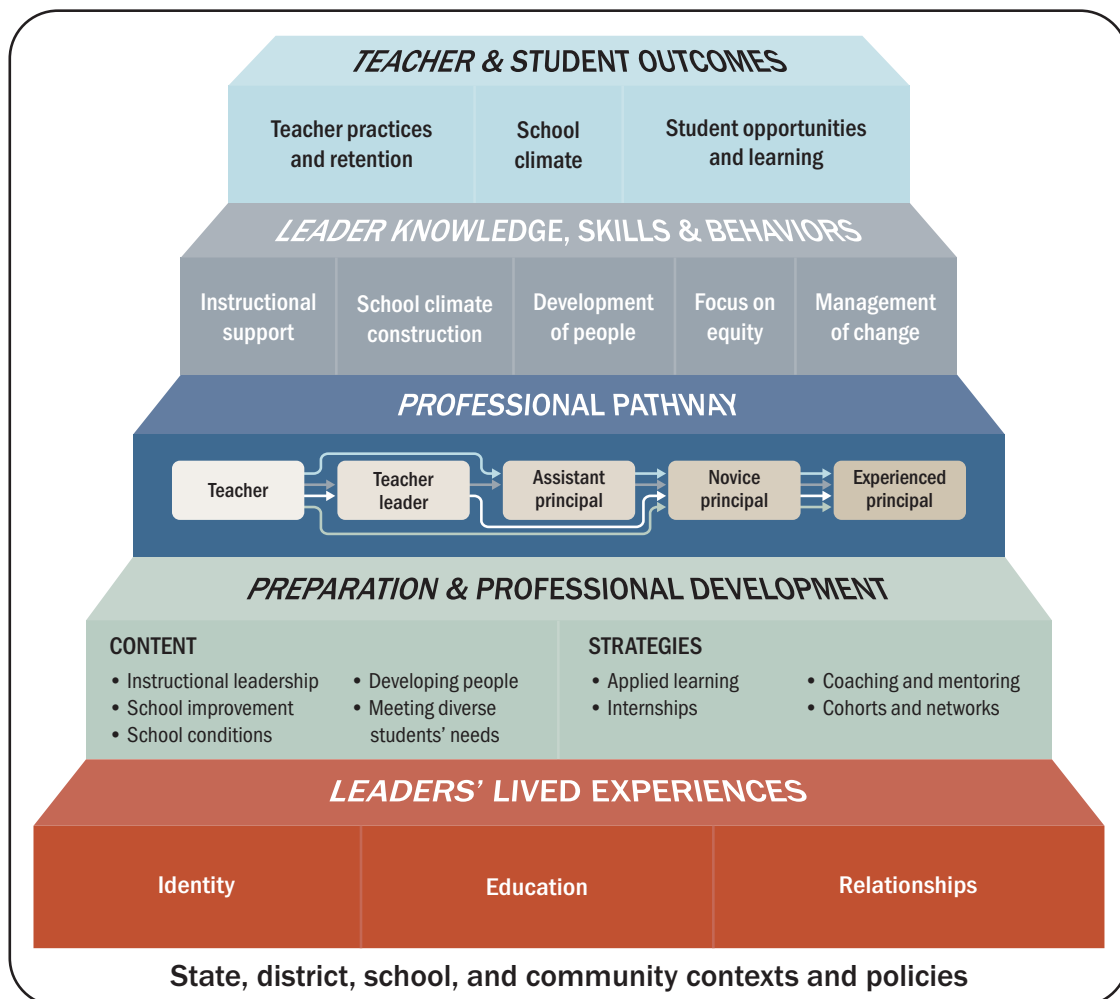 TEACHER & STUDENT OUTCOMES
Teacher practices
and retention
School
climate
Student opportunities
and learning
LEADER KNOWLEDGE, SKILLS & BEHAVIORS
Instructional
support
School climate
construction
Development
of people
Focus on
equity
Management
of change
PROFESSIONAL PATHWAY
Teacher
Teacher
leader
Assistant
principal
Novice
principal
Experienced
principal
PREPARATION & PROFESSIONAL DEVELOPMENT
CONTENT
• Instructional leadership
• School improvement
• School conditions
• Developing people
• Meeting diverse
students’ needs
STRATEGIES
• Applied learning
• Internships
• Coaching and mentoring
• Cohorts and networks
LEADERS’ LIVED EXPERIENCES
Identity
Education
Relationships
State, district, school, and community contexts and policies